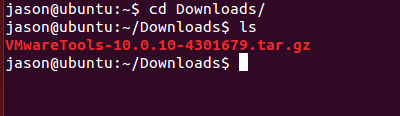 jason@ubuntu:~$ cd Downloads/
jason@ubuntu:~/Downloads$ ls
VMwareTools-10.0.10-4301679.tar.gz
jason@ubuntu:~/Downloads$